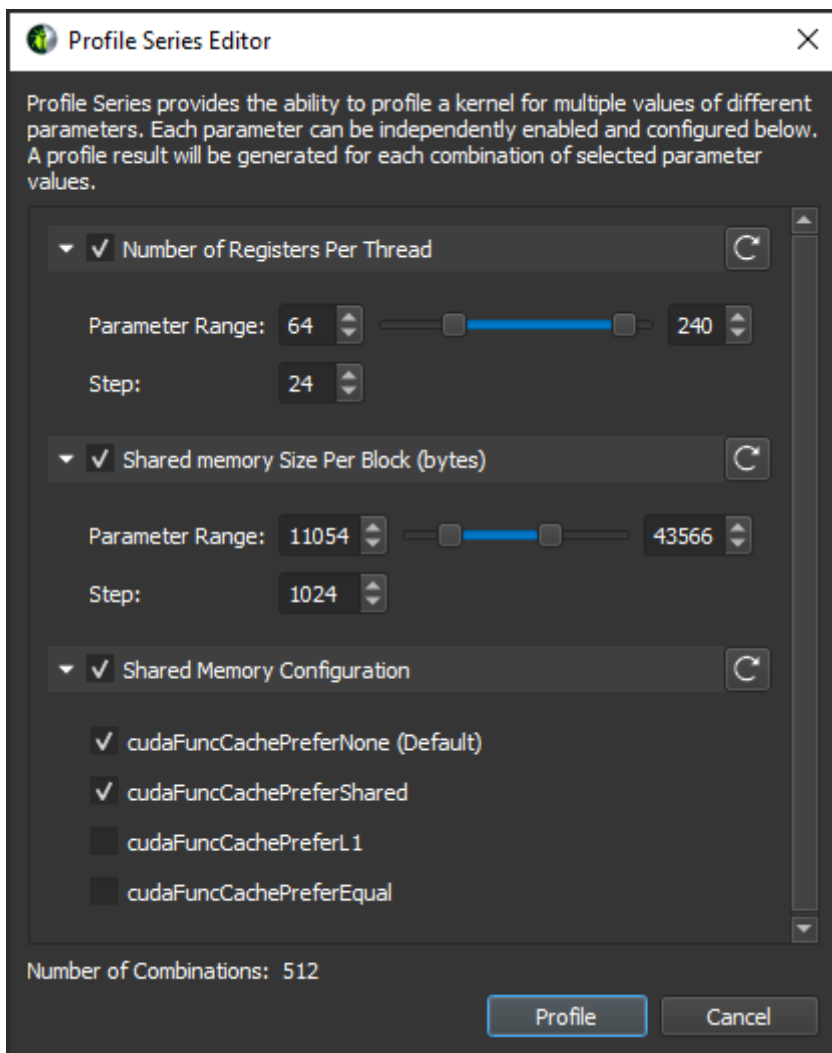 Profile Series Editor
Profile Series provides the ability to profile a kernel for multiple values of different
parameters. Each parameter can be independently enabled and configured below.
A profile result will be generated for each combination of selected parameter
values.
Number of Registers Per Thread
Parameter Range: 64 240
Step: 24
Shared memory Size Per Block (bytes)
Parameter Range: 11054 43566
Step: 1024
Shared Memory Configuration
cudaFuncCachePreferNone (Default)
cudaFuncCachePreferShared
cudaFuncCachePreferL1
cudaFuncCachePreferEqual
Number of Combinations: 512
Profile Cancel